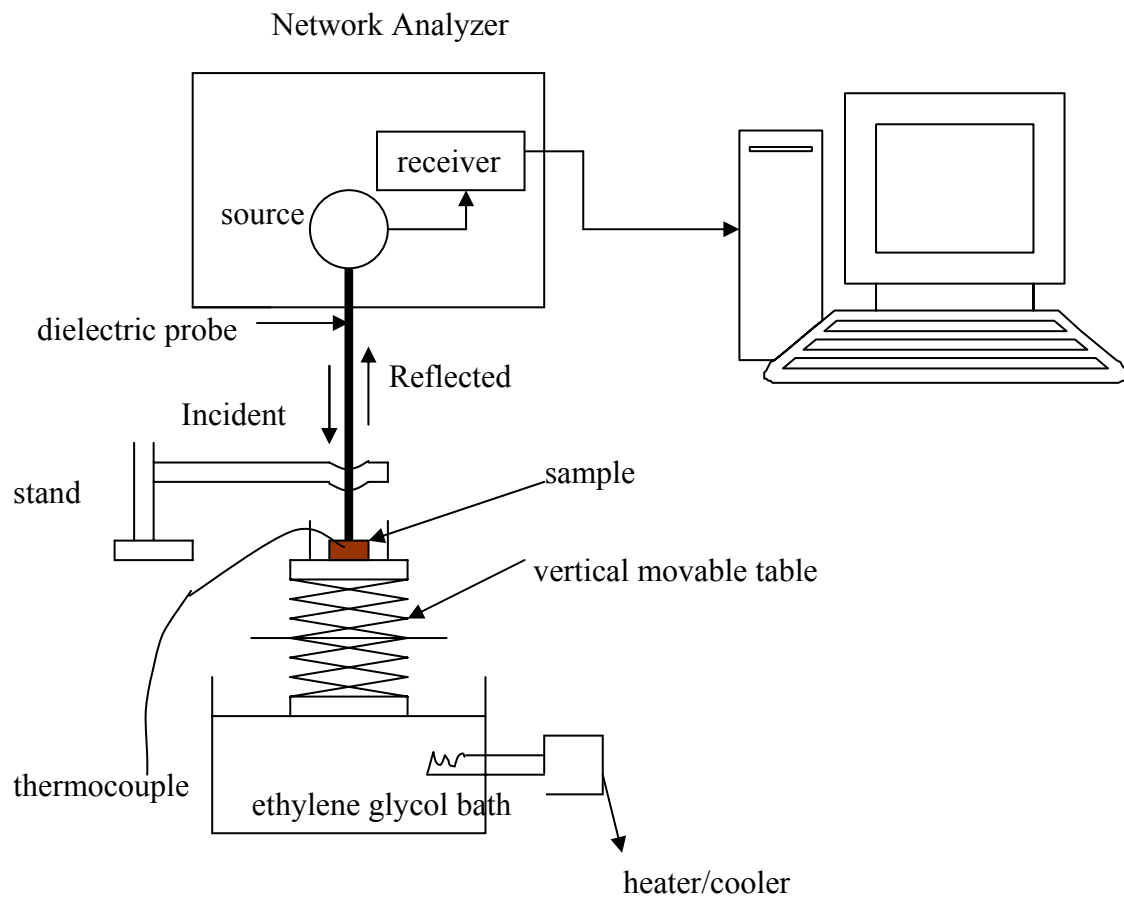 Network Analyzer
receiver
source
dielectric probe
Reflected
Incident
sample
stand
vertical movable table
thermocouple
ethylene glycol bath
heater/cooler